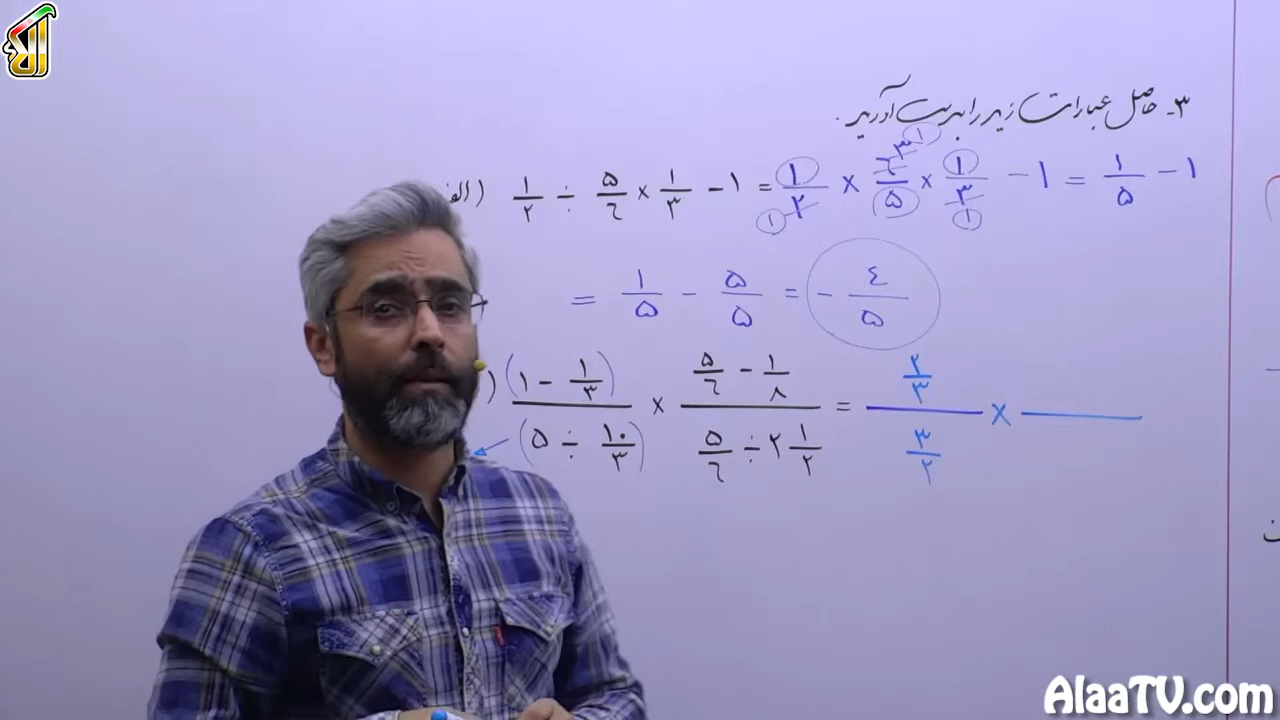 آلا
۳- حاصل عبارات زیر را بدست آورید.
الف) ۱/۲ ÷ ۵/۶ × ۱/۳ - ۱ = ۱/۲ × ۶/۵ × ۱/۳ - ۱ = ۱/۵ - ۱
= ۱/۵ - ۵/۵ = - ۴/۵
) (۱ - ۱/۳)/(۵ ÷ ۱۰/۳) × (۵/۶ - ۱/۸)/(۵/۶ ÷ ۲ ۱/۲) = (۲/۳)/(۳/۲) ×
AlaaTV.com